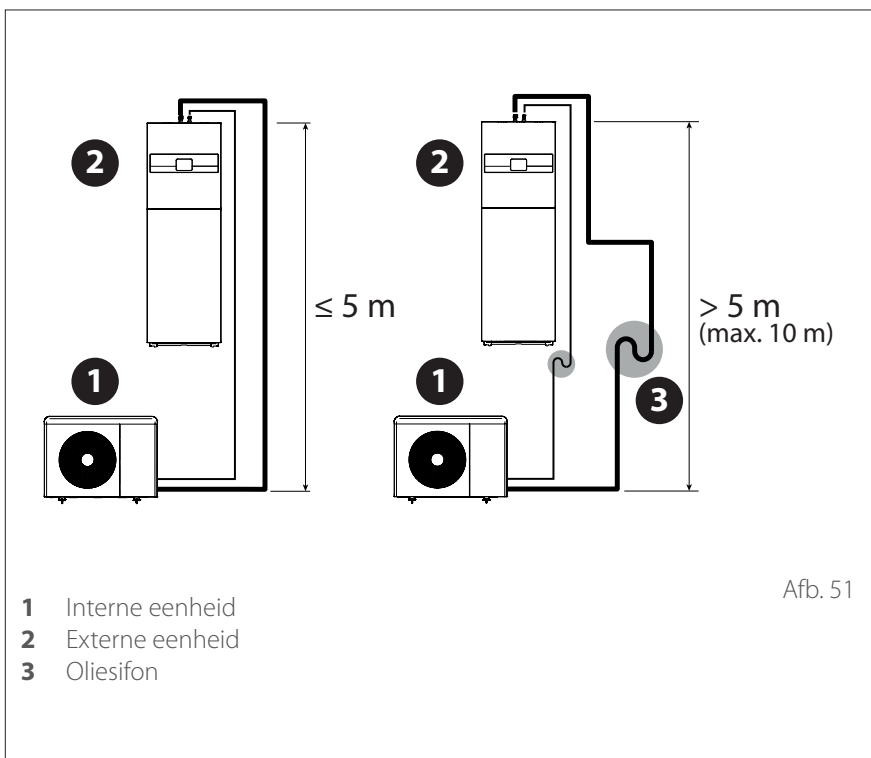 2
≤ 5 m
1
2
> 5 m
(max. 10 m)
1
3
Afb. 51
1 Interne eenheid
2 Externe eenheid
3 Oliesifon